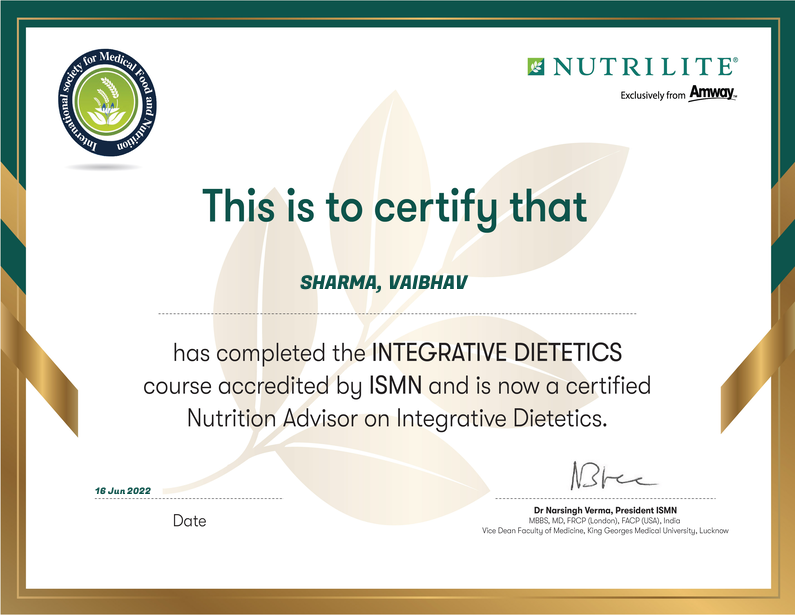 International society for Medical Food and Nutrition
NUTRILITE®
Exclusively from Amway™
This is to certify that
SHARMA, VAIBHAV
has completed the INTEGRATIVE DIETETICS
course accredited by ISMN and is now a certified
Nutrition Advisor on Integrative Dietetics.
16 Jun 2022
Date
Dr Narsingh Verma, President ISMN
MBBS, MD, FRCP (London), FACP (USA), India
Vice Dean Faculty of Medicine, King Georges Medical University, Lucknow